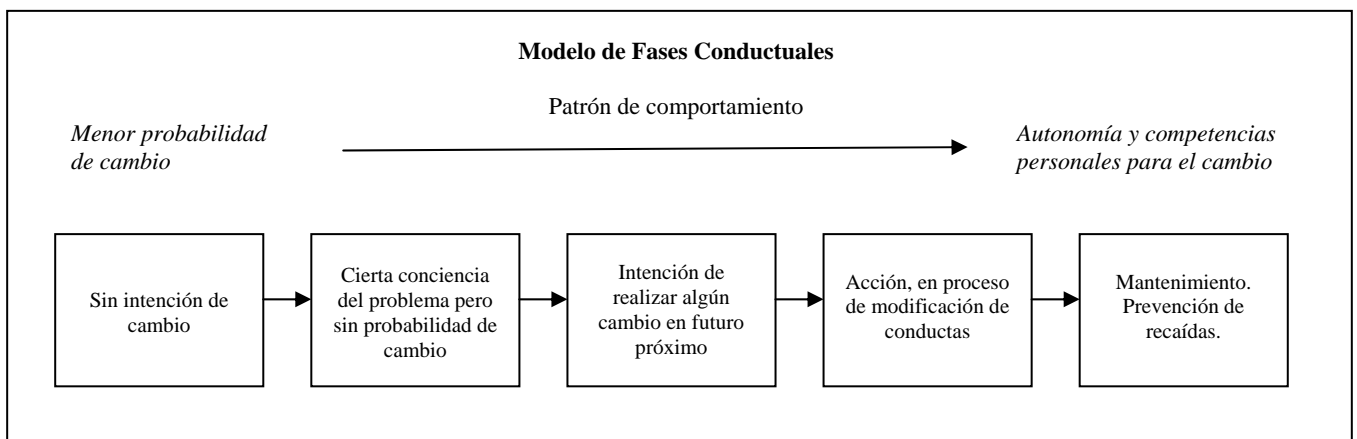 Modelo de Fases Conductuales
Patrón de comportamiento
Menor probabilidad
de cambio
Autonomía y competencias
personales para el cambio
Sin intención de
cambio
Cierta conciencia
del problema pero
sin probabilidad de
cambio
Intención de
realizar algún
cambio en futuro
próximo
Acción, en proceso
de modificación de
conductas
Mantenimiento.
Prevención de
recaídas.